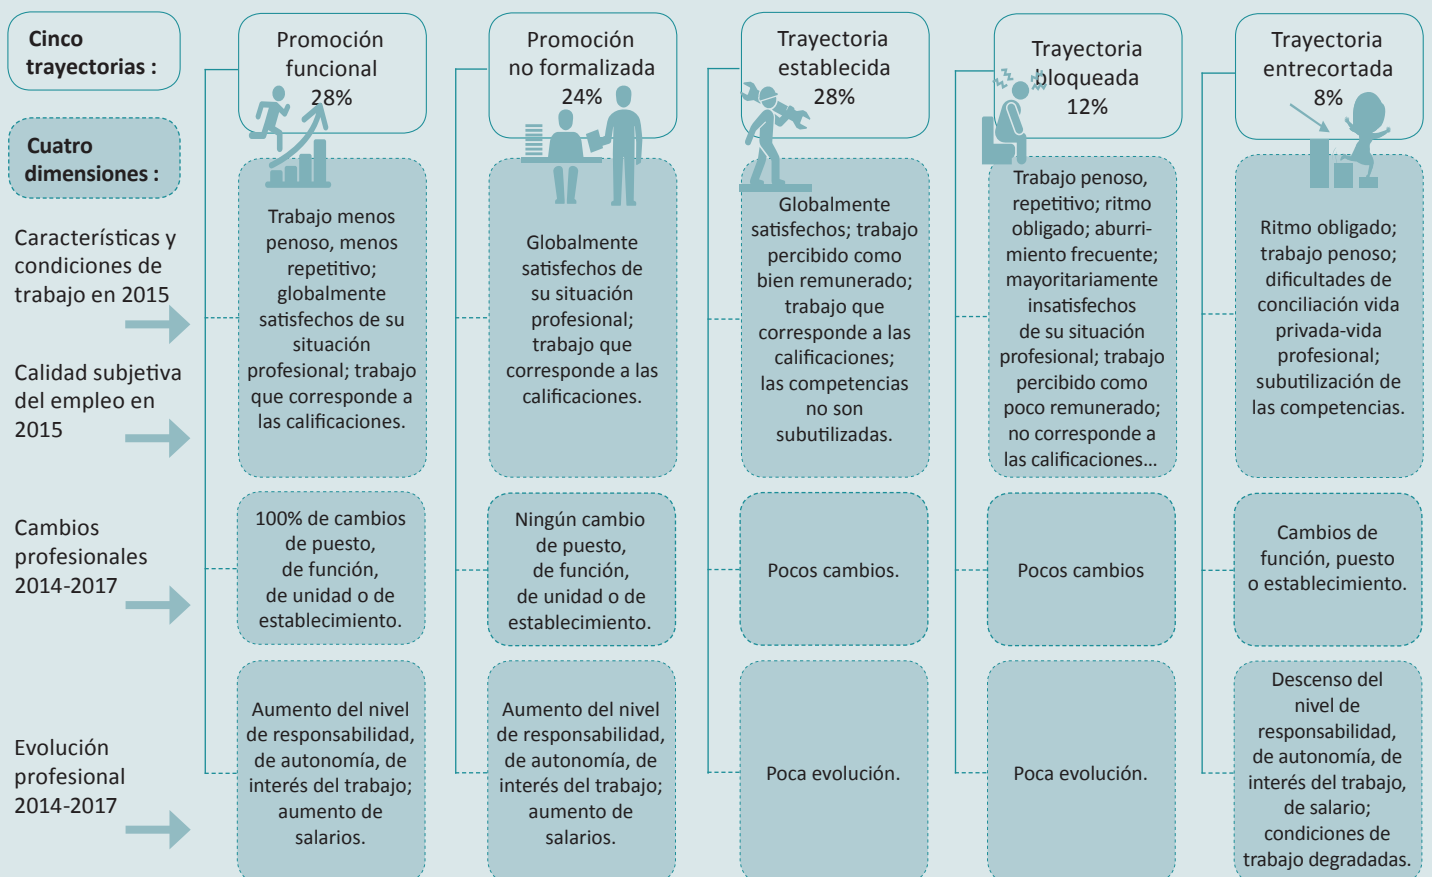 Cinco
trayectorias :
Promoción
funcional
28%
Promoción
no formalizada
24%
Trayectoria
establecida
28%
Trayectoria
bloqueada
12%
Trayectoria
entrecortada
8%
Cuatro
dimensiones :
Características y
condiciones de
trabajo en 2015
Calidad subjetiva
del empleo en
2015
Trabajo menos
penoso, menos
repetitivo;
globalmente
satisfechos de su
situación
profesional; trabajo
que corresponde a
las calificaciones.
Globalmente
satisfechos de
su situación
profesional;
trabajo que
corresponde a las
calificaciones.
Globalmente
satisfechos; trabajo
percibido como
bien remunerado;
trabajo que
corresponde a las
calificaciones;
las competencias
no son
subutilizadas.
Trabajo penoso,
repetitivo; ritmo
obligado; aburri-
miento frecuente;
mayoritariamente
insatisfechos
de su situación
profesional; trabajo
percibido como
poco remunerado;
no corresponde a
las calificaciones...
Ritmo obligado;
trabajo penoso;
dificultades de
conciliación vida
privada-vida
profesional;
subutilización de
las competencias.
Cambios
profesionales
2014-2017
100% de cambios
de puesto,
de función,
de unidad o de
establecimiento.
Ningún cambio
de puesto,
de función,
de unidad o de
establecimiento.
Pocos cambios.
Pocos cambios
Cambios de
función, puesto
o establecimiento.
Evolución
profesional
2014-2017
Aumento del nivel
de responsabilidad,
de autonomía, de
interés del trabajo;
aumento de
salarios.
Aumento del nivel
de responsabilidad,
de autonomía, de
interés del trabajo;
aumento de
salarios.
Poca evolución.
Poca evolución.
Descenso del
nivel de
responsabilidad,
de autonomía, de
interés del trabajo,
de salario;
condiciones de
trabajo degradadas.